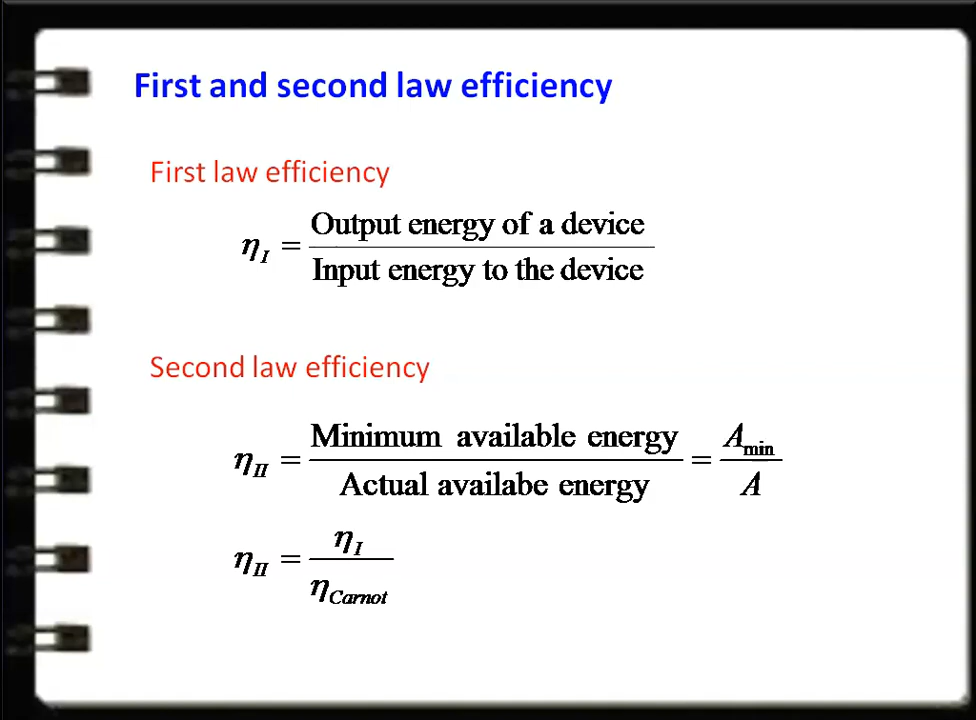 First and second law efficiency
First law efficiency
η_I = Output energy of a device / Input energy to the device
Second law efficiency
η_II = Minimum available energy / Actual availabe energy = A_min / A
η_II = η_I / η_Carnot